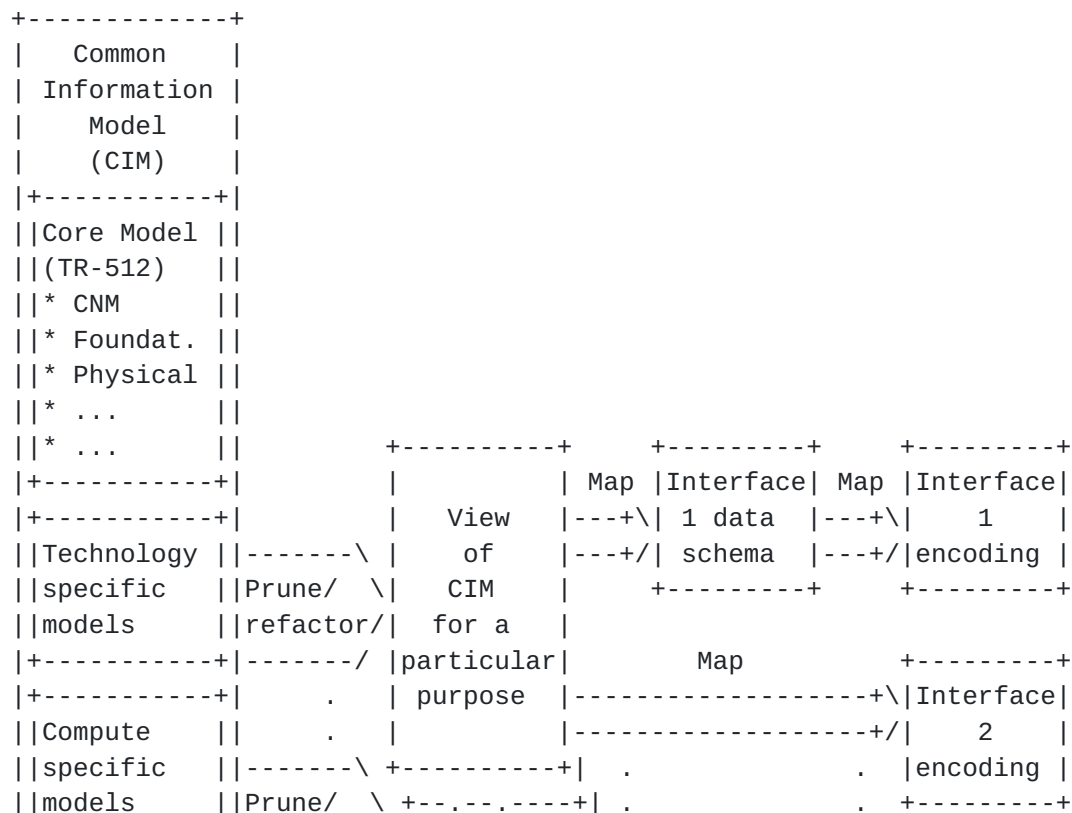 +-------------+
|   Common    |
| Information |
|    Model    |
|    (CIM)    |
|+-----------+|
||Core Model ||
||(TR-512)   ||
||* CNM      ||
||* Foundat. ||
||* Physical ||
||* ...      ||
||* ...      ||         +----------+     +---------+     +---------+
|+-----------+|         |          | Map |Interface| Map |Interface|
|+-----------+|         |   View   |---+\| 1 data  |---+\|    1    |
||Technology ||-------\ |    of    |---+/| schema  |---+/|encoding |
||specific   ||Prune/  \|   CIM    |     +---------+     +---------+
||models     ||refactor/|  for a   |
|+-----------+|-------/ |particular|        Map          +---------+
|+-----------+|     .   | purpose  |-------------------+\|Interface|
||Compute    ||     .   |          |-------------------+/|    2    |
||specific   ||-------\ +----------+|  .              .  |encoding |
||models     ||Prune/  \ +--.--.----+| .              .  +---------+